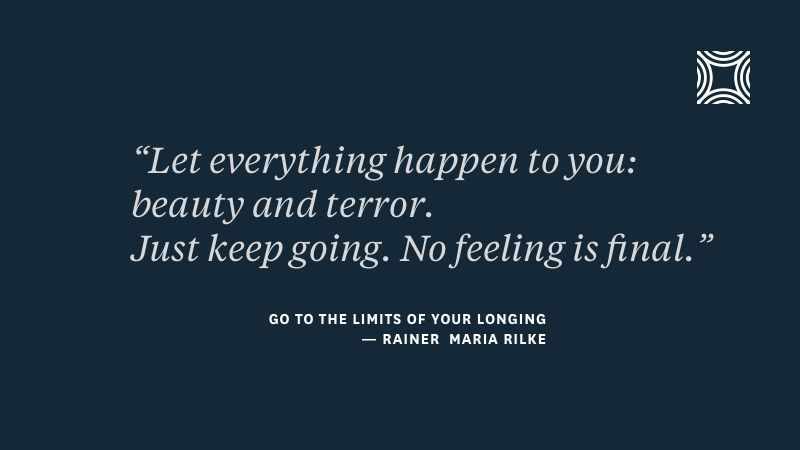 “Let everything happen to you:
beauty and terror.
Just keep going. No feeling is final.”
GO TO THE LIMITS OF YOUR LONGING
— RAINER  MARIA RILKE